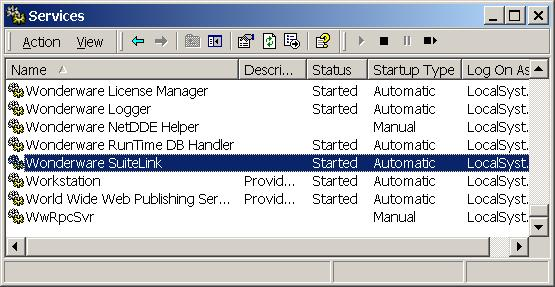 Services
Action View
Name Descri... Status Startup Type Log On As
Wonderware License Manager Started Automatic LocalSyst.
Wonderware Logger Started Automatic LocalSyst.
Wonderware NetDDE Helper Manual LocalSyst.
Wonderware RunTime DB Handler Started Automatic LocalSyst.
Wonderware SuiteLink Started Automatic LocalSyst.
Workstation Provid... Started Automatic LocalSyst.
World Wide Web Publishing Ser... Provid... Started Automatic LocalSyst.
WwRpcSvr Manual LocalSyst.